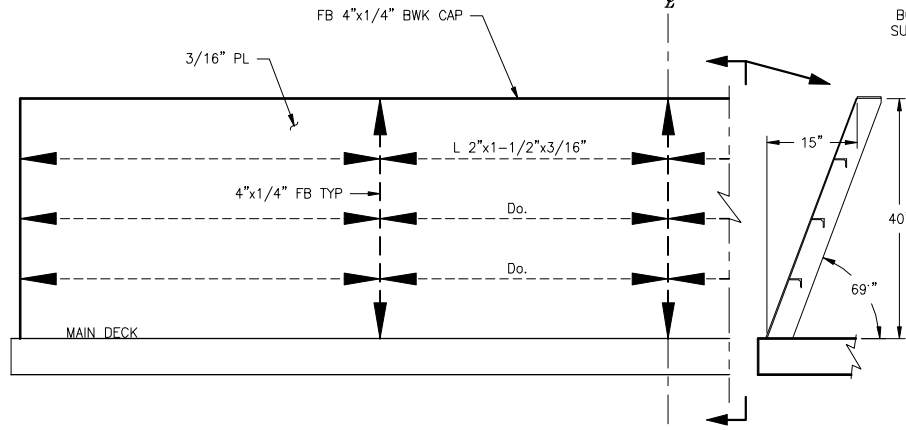 FB 4"x1/4" BWK CAP
3/16" PL
15"
L 2"x1-1/2"x3/16"
4"x1/4" FB TYP
Do.
40
Do.
69°"
MAIN DECK